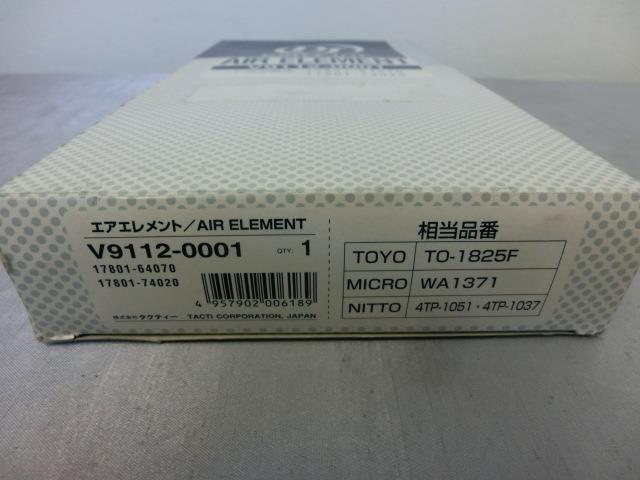 AIR ELEMENT
エアエレメント/AIR ELEMENT
V9112-0001 QTY: 1
17801-64070
17801-74020
4 957902 006189
株式会社 タクティー TACTI CORPORATION, JAPAN
相当品番
TOYO TO-1825F
MICRO WA1371
NITTO 4TP-1051・4TP-1037